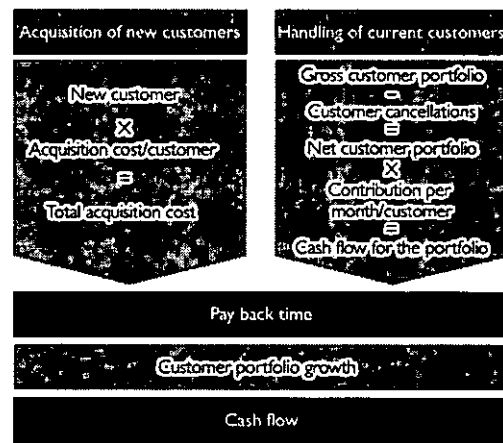 Acquisition of new customers
New customer
×
Acquisition cost/customer
=
Total acquisition cost
Handling of current customers
Gross customer portfolio
–
Customer cancellations
=
Net customer portfolio
×
Contribution per
month/customer
=
Cash flow for the portfolio
Pay back time
Customer portfolio growth
Cash flow